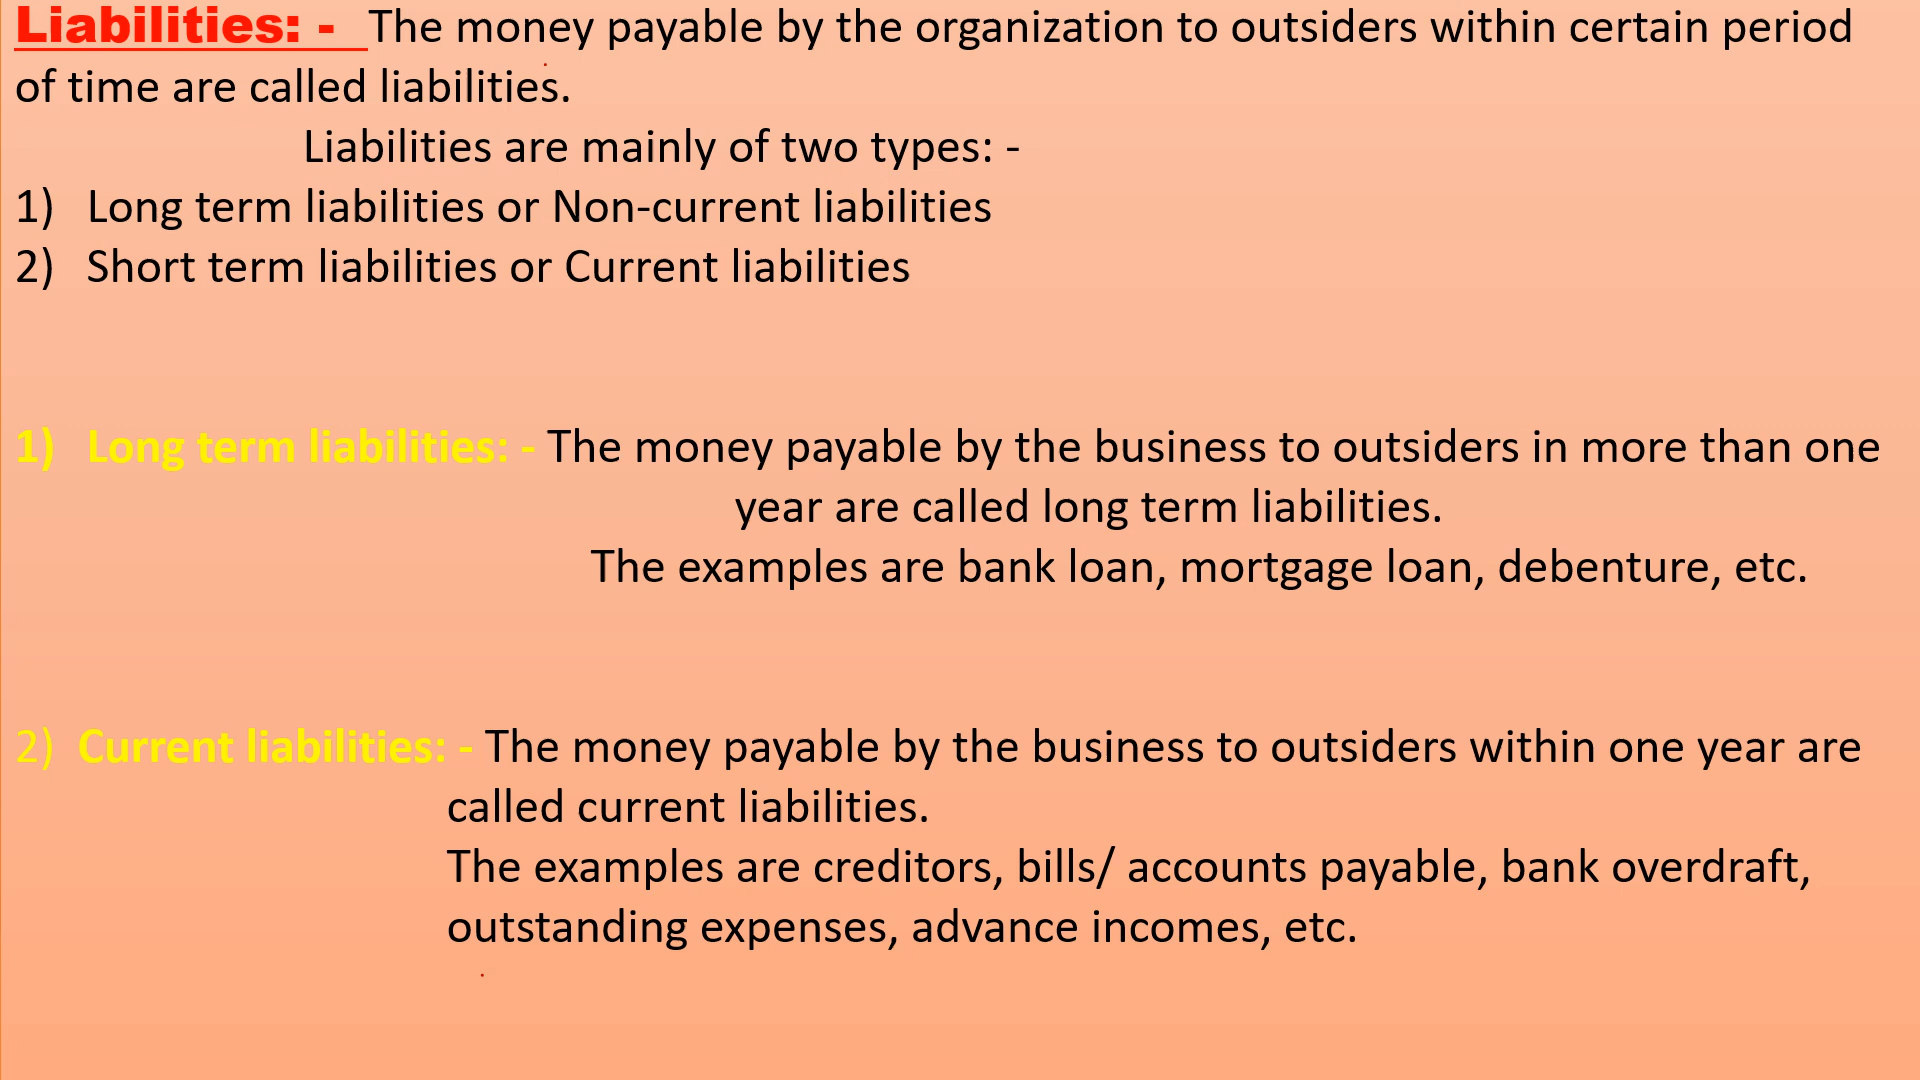 Liabilities: - The money payable by the organization to outsiders within certain period
of time are called liabilities.
Liabilities are mainly of two types: -
1) Long term liabilities or Non-current liabilities
2) Short term liabilities or Current liabilities
1) Long term liabilities: - The money payable by the business to outsiders in more than one
year are called long term liabilities.
The examples are bank loan, mortgage loan, debenture, etc.
2) Current liabilities: - The money payable by the business to outsiders within one year are
called current liabilities.
The examples are creditors, bills/ accounts payable, bank overdraft,
outstanding expenses, advance incomes, etc.